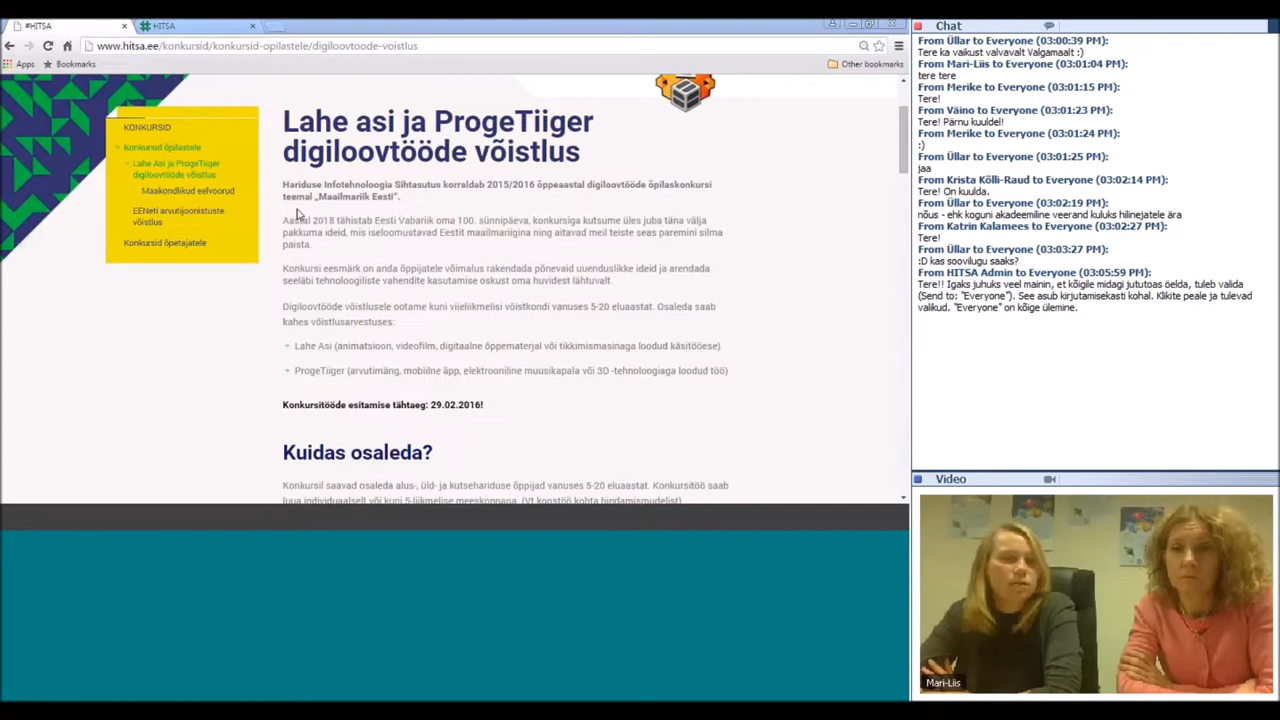 #HITSA
HITSA
www.hitsa.ee/konkursid/konkursid-opilastele/digiloovtoode-voistlus
Apps
Bookmarks
Other bookmarks
KONKURSID
Konkursid õpilastele
Lahe Asi ja ProgeTiiger
digiloovtööde võistlus
Maakondlikud eelvoorud
EENeti arvutijoonistuste
võistlus
Konkursid õpetajatele
Lahe asi ja ProgeTiiger
digiloovtööde võistlus
Hariduse Infotehnoloogia Sihtasutus korraldab 2015/2016 õppeaastal digiloovtööde õpilaskonkursi
teemal „Maailmariik Eesti“.
Aastal 2018 tähistab Eesti Vabariik oma 100. sünnipäeva, konkursiga kutsume üles juba täna välja
pakkuma ideid, mis iseloomustavad Eestit maailmariigina ning aitavad meil teiste seas paremini silma
paista.
Konkursi eesmärk on anda õppijatele võimalus rakendada põnevaid uuenduslikke ideid ja arendada
seeläbi tehnoloogiliste vahendite kasutamise oskust oma huvidest lähtuvalt.
Digiloovtööde võistlusele ootame kuni viieliikmelisi võistkondi vanuses 5-20 eluaastat. Osaleda saab
kahes võistlusarvestuses:
Lahe Asi (animatsioon, videofilm, digitaalne õppematerjal või tikkimismasinaga loodud käsitööese)
ProgeTiiger (arvutimäng, mobiilne äpp, elektrooniline muusikapala või 3D -tehnoloogiaga loodud töö)
Konkursitööde esitamise tähtaeg: 29.02.2016!
Kuidas osaleda?
Konkursil saavad osaleda alus-, üld- ja kutsehariduse õppijad vanuses 5-20 eluaastat. Konkursitöö saab
luua individuaalselt või kuni 5-liikmelise meeskonnana. (Vt koostöö kohta hindamismudelist)
Chat
From Üllar to Everyone (03:00:39 PM):
Tere ka vaikust valvavalt Valgamaalt :)
From Mari-Liis to Everyone (03:01:04 PM):
tere tere
From Merike to Everyone (03:01:15 PM):
Tere!
From Väino to Everyone (03:01:23 PM):
Tere! Pärnu kuuldel!
From Merike to Everyone (03:01:24 PM):
:)
From Üllar to Everyone (03:01:25 PM):
jaa
From Krista Kõlli-Raud to Everyone (03:02:14 PM):
Tere! On kuulda.
From Üllar to Everyone (03:02:19 PM):
nõus - ehk koguni akadeemiline veerand kuluks hilinejatele ära
From Katrin Kalamees to Everyone (03:02:27 PM):
Tere!
From Üllar to Everyone (03:03:27 PM):
:D kas soovilugu saaks?
From HITSA Admin to Everyone (03:05:59 PM):
Tere!! Igaks juhuks veel mainin, et kõigile midagi jututoas öelda, tuleb valida
(Send to: "Everyone"). See asub kirjutamisekasti kohal. Klikite peale ja tulevad
valikud. "Everyone" on kõige ülemine.
Video
Mari-Liis